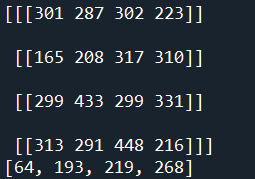 [[[301 287 302 223]]
[[165 208 317 310]]
[[299 433 299 331]]
[[313 291 448 216]]]
[64, 193, 219, 268]